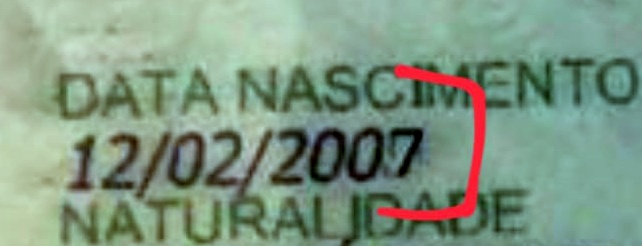 DATA NASCIMENTO
12/02/2007
NATURALIDADE